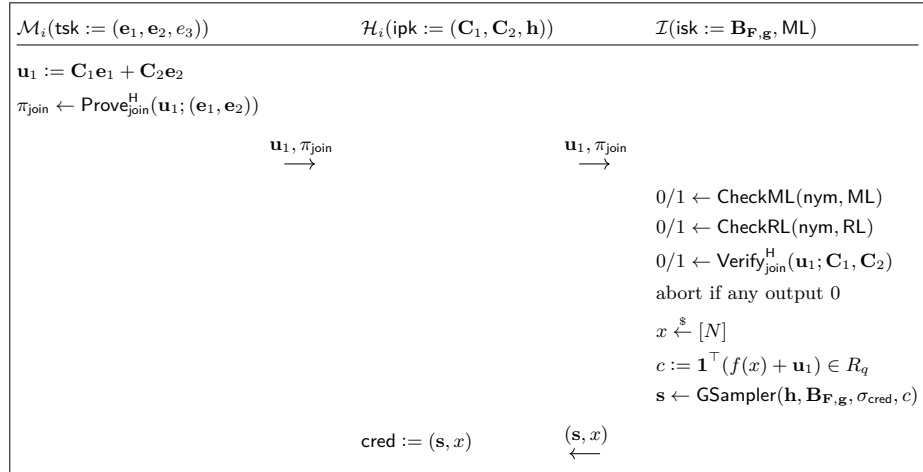 𝓜ᵢ(tsk := (𝐞₁, 𝐞₂, e₃)) 𝓗ᵢ(ipk := (𝐂₁, 𝐂₂, 𝐡)) 𝓘(isk := 𝐁_{𝐅,𝐠}, ML)
𝐮₁ := 𝐂₁𝐞₁ + 𝐂₂𝐞₂
π_join ← Prove^H_join(𝐮₁; (𝐞₁, 𝐞₂))
𝐮₁, π_join 𝐮₁, π_join
⟶ ⟶
0/1 ← CheckML(nym, ML)
0/1 ← CheckRL(nym, RL)
0/1 ← Verify^H_join(𝐮₁; 𝐂₁, 𝐂₂)
abort if any output 0
x ←^$ [N]
c := 𝟏^⊤(f(x) + 𝐮₁) ∈ R_q
𝐬 ← GSampler(𝐡, 𝐁_{𝐅,𝐠}, σ_cred, c)
cred := (𝐬, x) (𝐬, x)
⟵